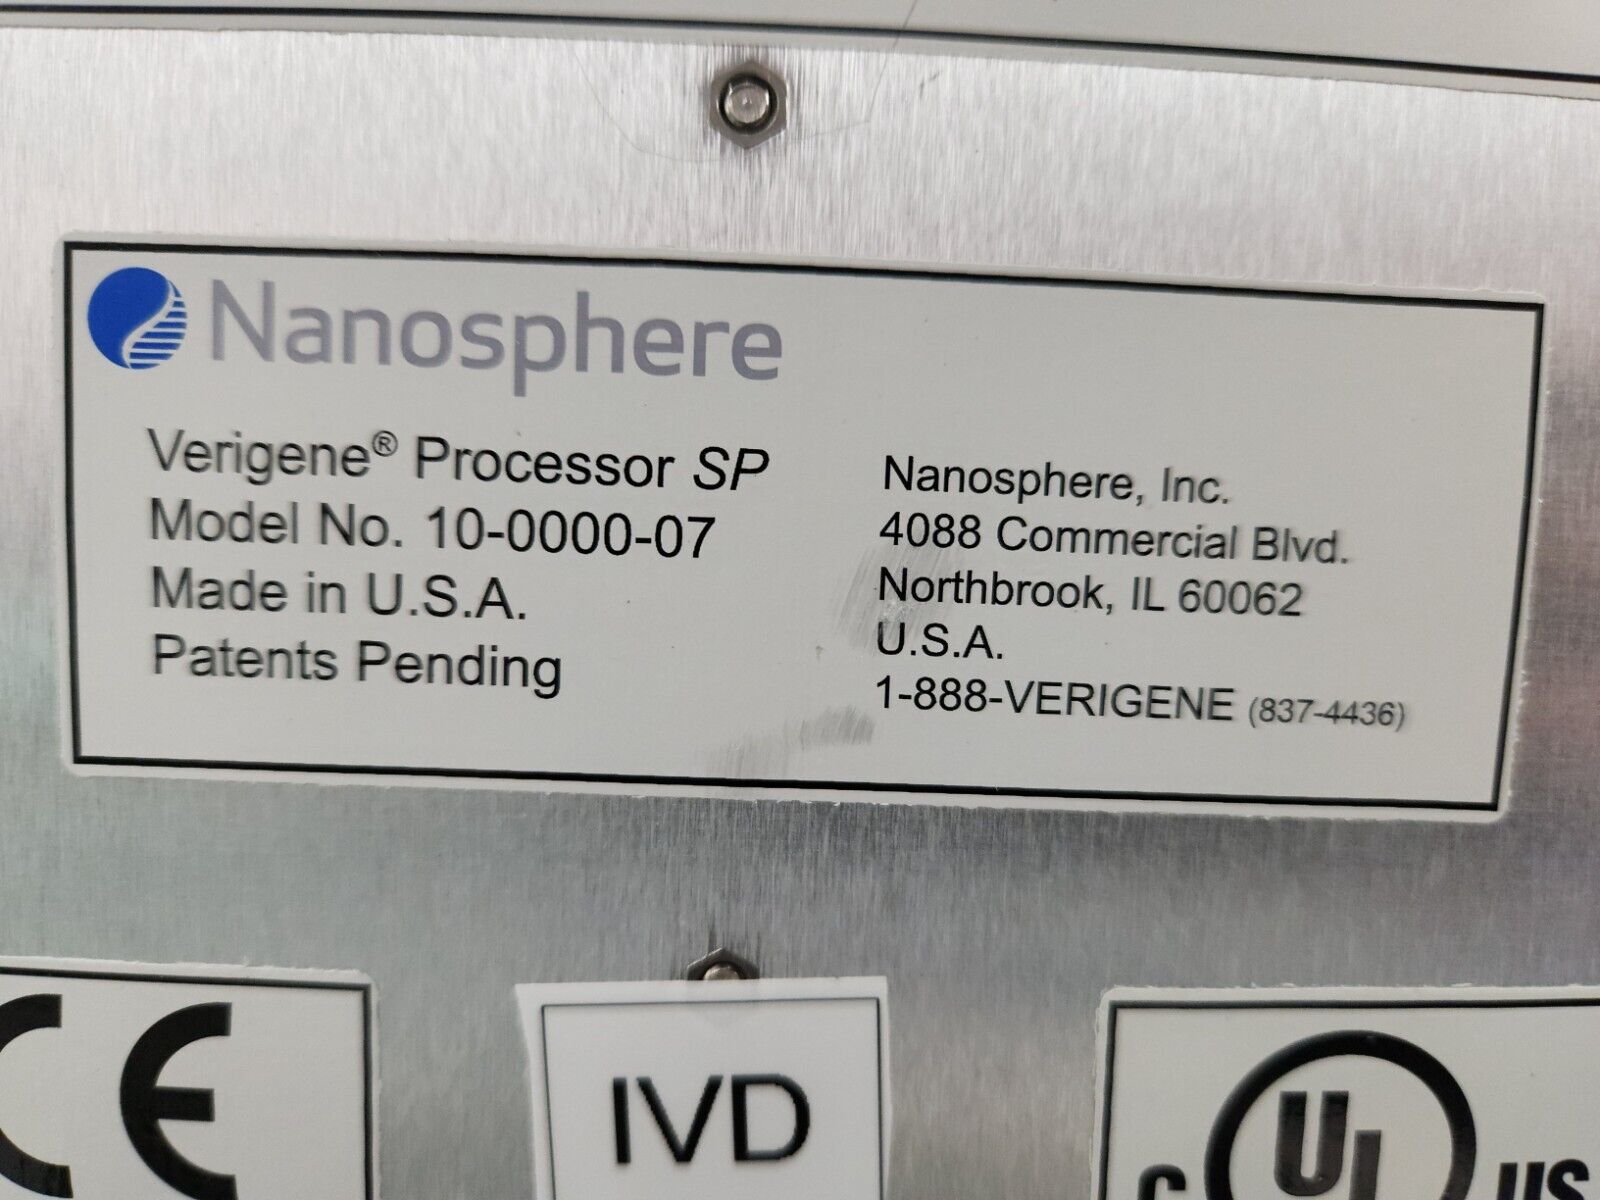 Nanosphere
Verigene® Processor SP
Model No. 10-0000-07
Made in U.S.A.
Patents Pending
Nanosphere, Inc.
4088 Commercial Blvd.
Northbrook, IL 60062
U.S.A.
1-888-VERIGENE (837-4436)
CE
IVD
C UL US